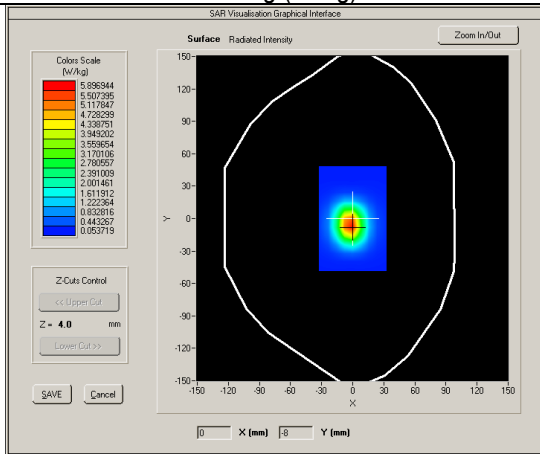 SAR Visualisation Graphical Interface
Surface Radiated Intensity
Zoom In/Out
Colors Scale
(W/kg)
5.896944
5.507395
5.117847
4.728299
4.338751
3.949202
3.559654
3.170106
2.780557
2.391009
2.001461
1.611912
1.222364
0.832816
0.443267
0.053719
Z-Cuts Control
<< Upper Cut
Z = 4.0 mm
Lower Cut >>
SAVE Cancel
150
120
90
60
30
0
-30
-60
-90
-120
-150
Y
-150 -120 -90 -60 -30 0 30 60 90 120 150
X
0 X (mm) -8 Y (mm)